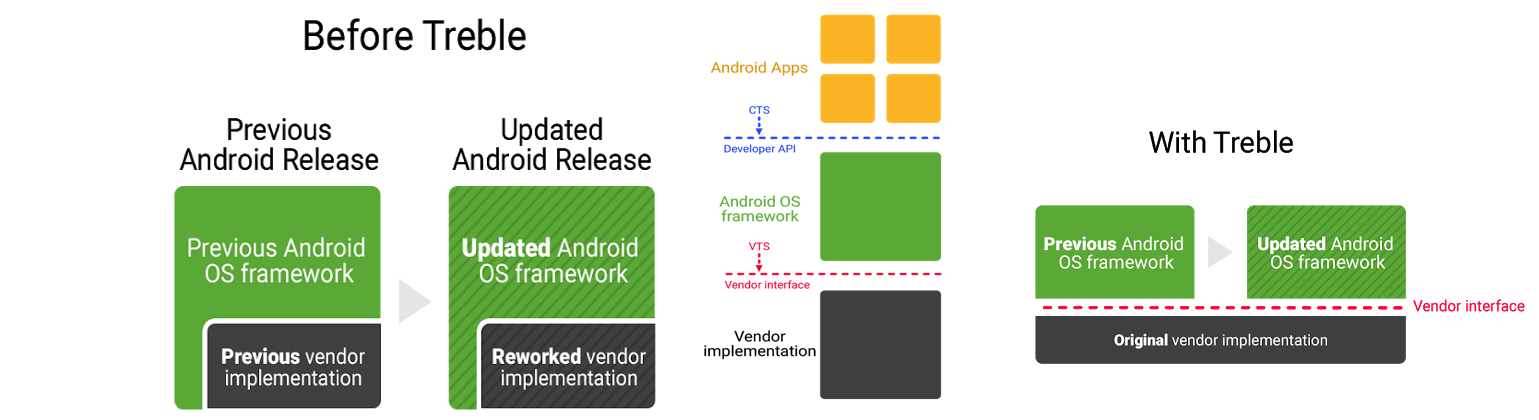 Before Treble
Previous
Android Release
Updated
Android Release
Previous Android
OS framework
Previous vendor
implementation
Updated Android
OS framework
Reworked vendor
implementation
Android Apps
CTS
Developer API
Android OS
framework
VTS
Vendor interface
Vendor
implementation
With Treble
Previous Android
OS framework
Updated Android
OS framework
Vendor interface
Original vendor implementation